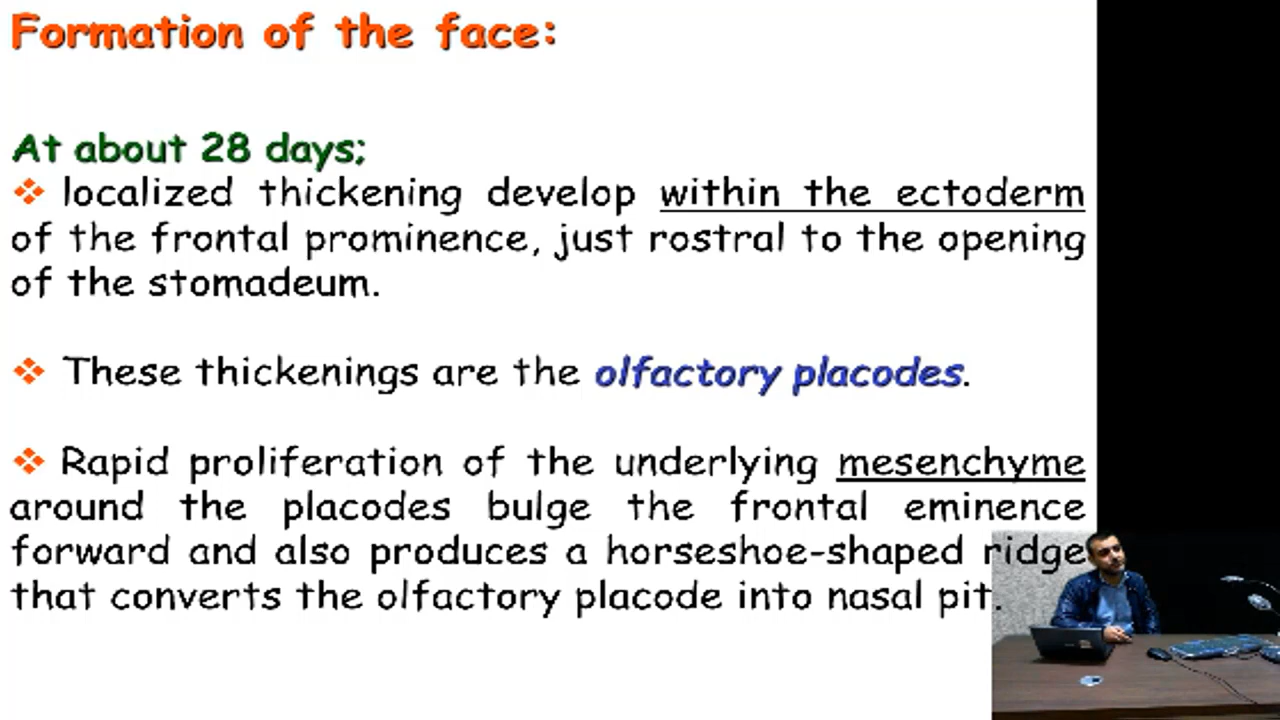 Formation of the face:
At about 28 days;
❖ localized thickening develop within the ectoderm
of the frontal prominence, just rostral to the opening
of the stomadeum.
❖ These thickenings are the olfactory placodes.
❖ Rapid proliferation of the underlying mesenchyme
around the placodes bulge the frontal eminence
forward and also produces a horseshoe-shaped ridge
that converts the olfactory placode into nasal pit.